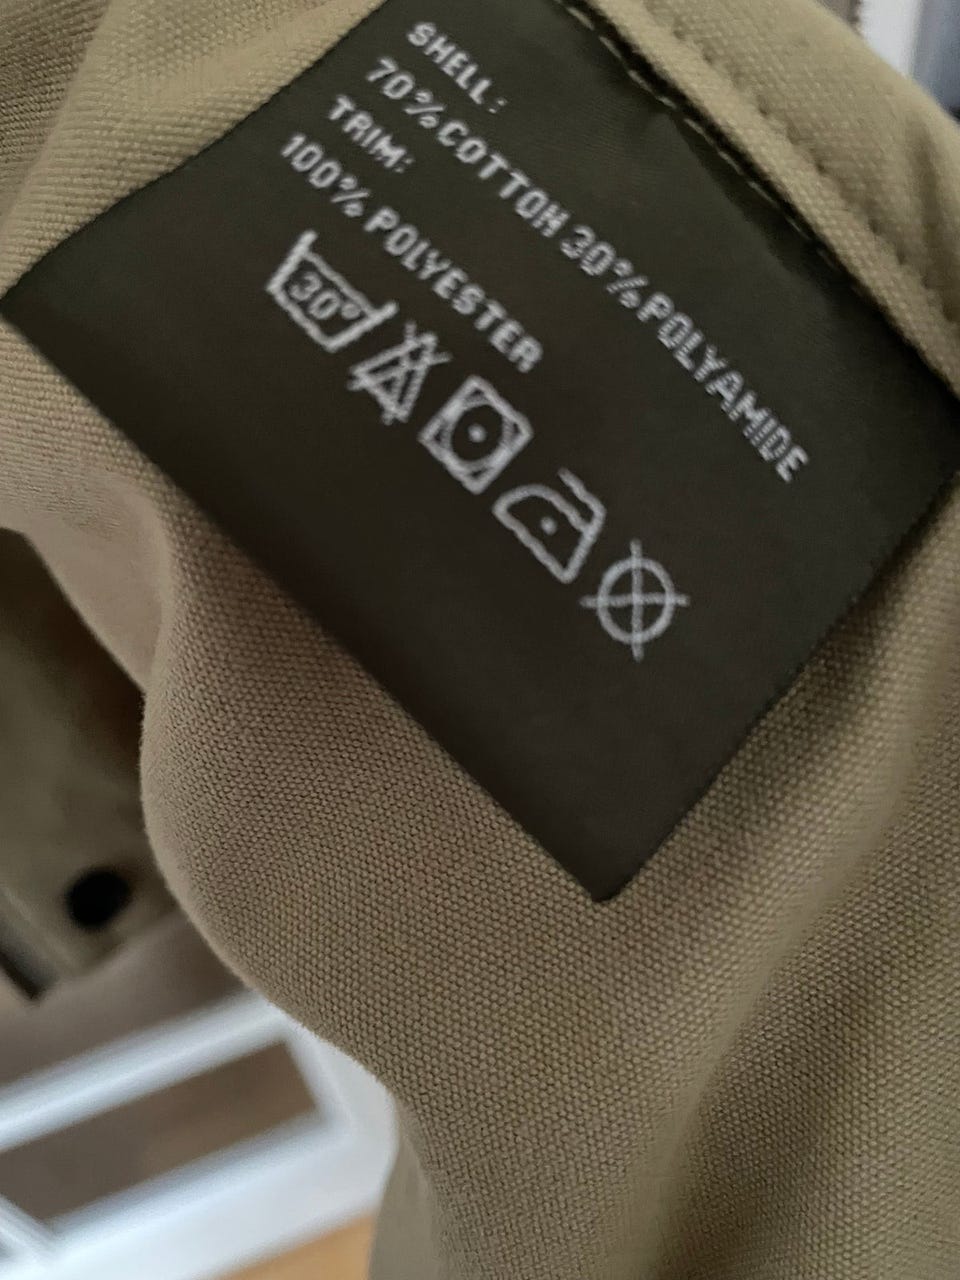 SHELL:
70% COTTON 30% POLYAMIDE
TRIM:
100% POLYESTER
30°